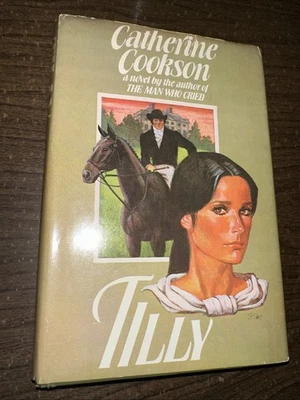 Catherine
Cookson
a novel by the author of
THE MAN WHO CRIED
TILLY